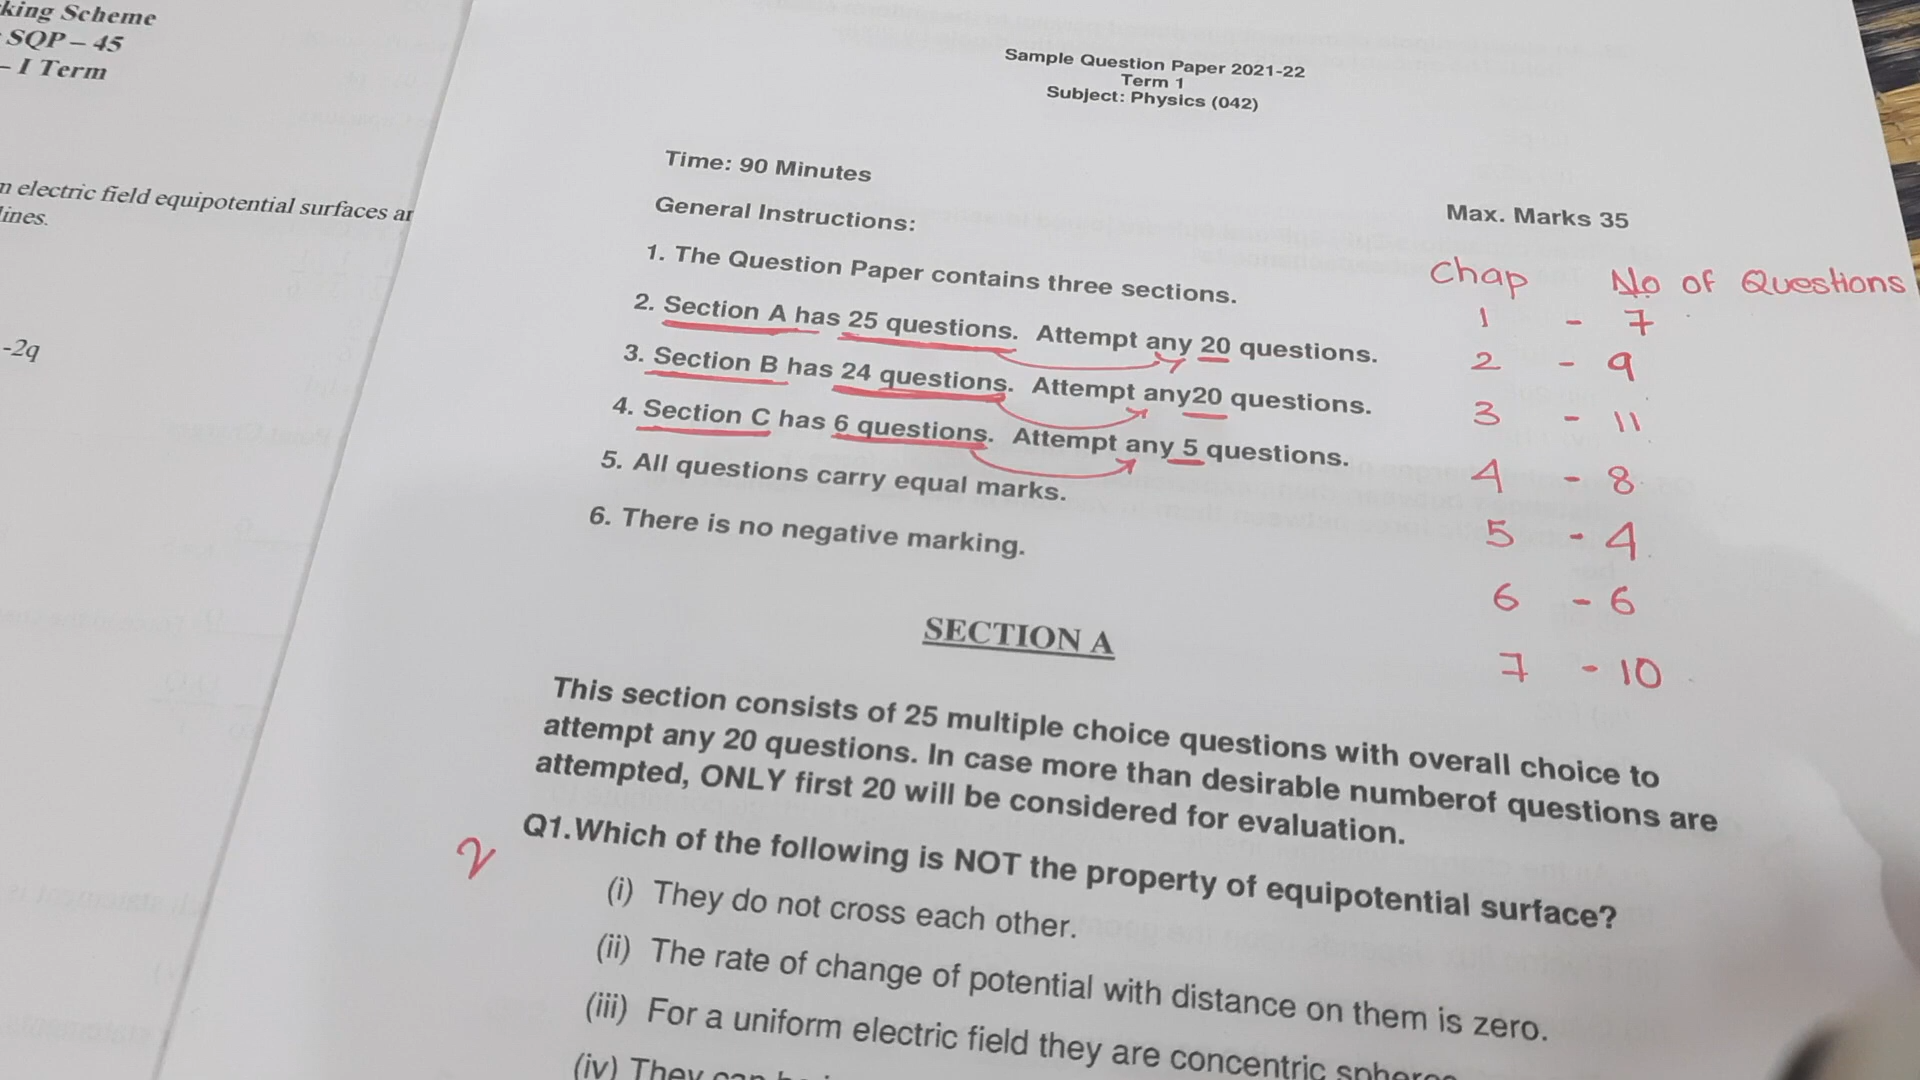 king Scheme
SQP – 45
– I Term
electric field equipotential surfaces
lines.
-2q
Sample Question Paper 2021-22
Term 1
Subject: Physics (042)
Time: 90 Minutes
Max. Marks 35
General Instructions:
1. The Question Paper contains three sections.
2. Section A has 25 questions. Attempt any 20 questions.
3. Section B has 24 questions. Attempt any20 questions.
4. Section C has 6 questions. Attempt any 5 questions.
5. All questions carry equal marks.
6. There is no negative marking.
Chap No of Questions
1 - 7
2 - 9
3 - 11
4 - 8
5 - 4
6 - 6
7 - 10
SECTION A
This section consists of 25 multiple choice questions with overall choice to
attempt any 20 questions. In case more than desirable numberof questions are
attempted, ONLY first 20 will be considered for evaluation.
2
Q1.Which of the following is NOT the property of equipotential surface?
(i) They do not cross each other.
(ii) The rate of change of potential with distance on them is zero.
(iii) For a uniform electric field they are concentric spheres
(iv) They can